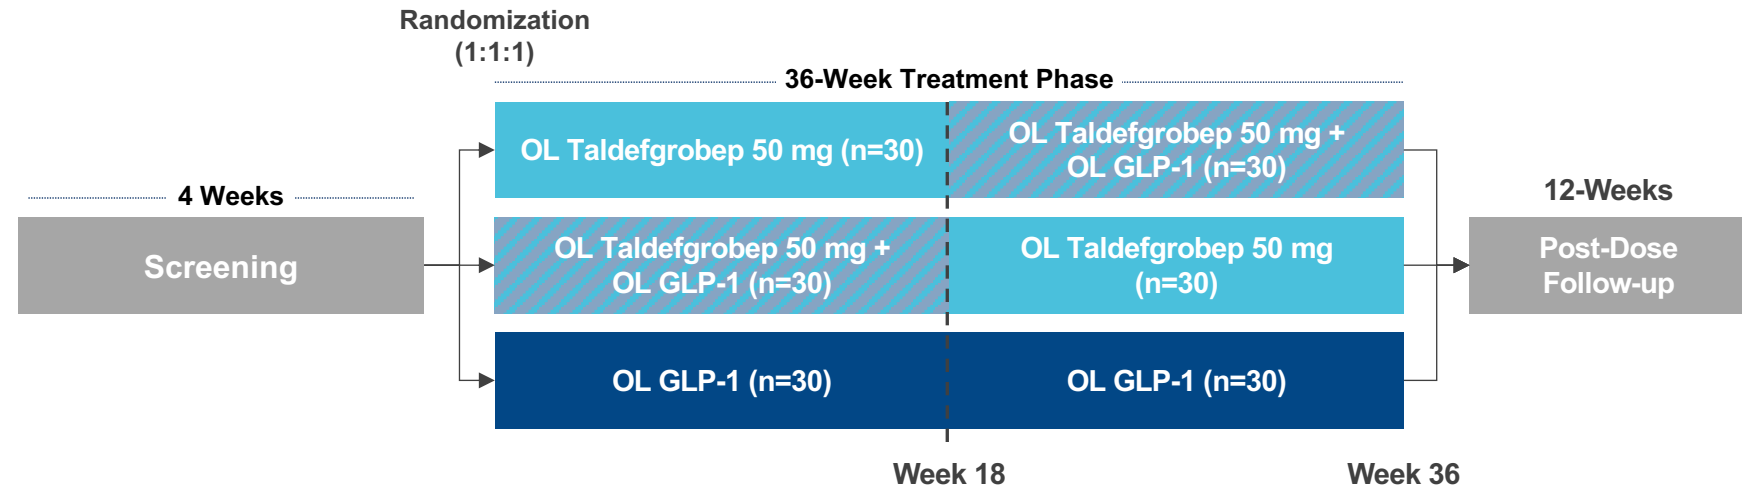 Randomization
(1:1:1)
36-Week Treatment Phase
OL Taldefgrobep 50 mg (n=30)
OL Taldefgrobep 50 mg +
OL GLP-1 (n=30)
4 Weeks
Screening
OL Taldefgrobep 50 mg +
OL GLP-1 (n=30)
OL Taldefgrobep 50 mg
(n=30)
12-Weeks
Post-Dose
Follow-up
OL GLP-1 (n=30)
OL GLP-1 (n=30)
Week 18
Week 36